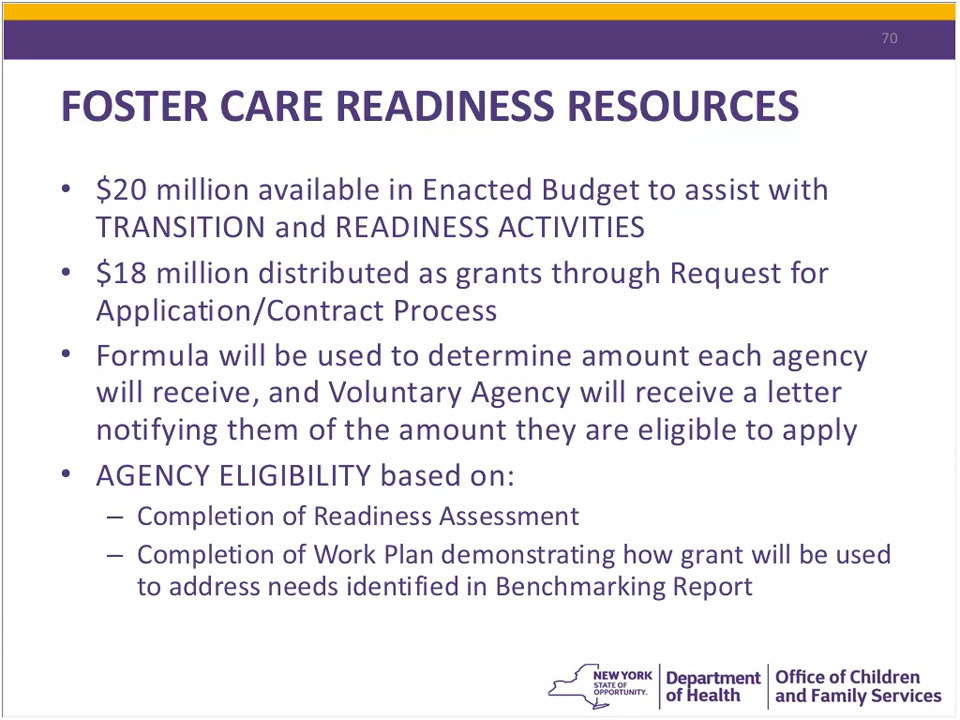 70
FOSTER CARE READINESS RESOURCES
• $20 million available in Enacted Budget to assist with
TRANSITION and READINESS ACTIVITIES
• $18 million distributed as grants through Request for
Application/Contract Process
• Formula will be used to determine amount each agency
will receive, and Voluntary Agency will receive a letter
notifying them of the amount they are eligible to apply
• AGENCY ELIGIBILITY based on:
– Completion of Readiness Assessment
– Completion of Work Plan demonstrating how grant will be used
to address needs identified in Benchmarking Report
NEW YORK
STATE OF
OPPORTUNITY.
Department
of Health
Office of Children
and Family Services